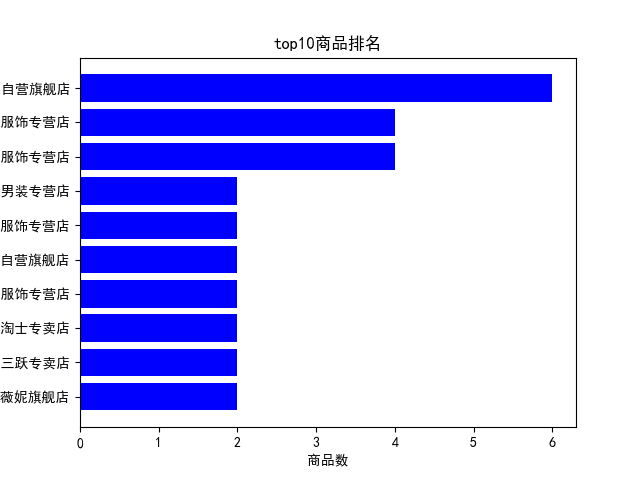 top10商品排名
自营旗舰店
服饰专营店
服饰专营店
男装专营店
服饰专营店
自营旗舰店
服饰专营店
淘士专卖店
三跃专卖店
薇妮旗舰店
0 1 2 3 4 5 6
商品数